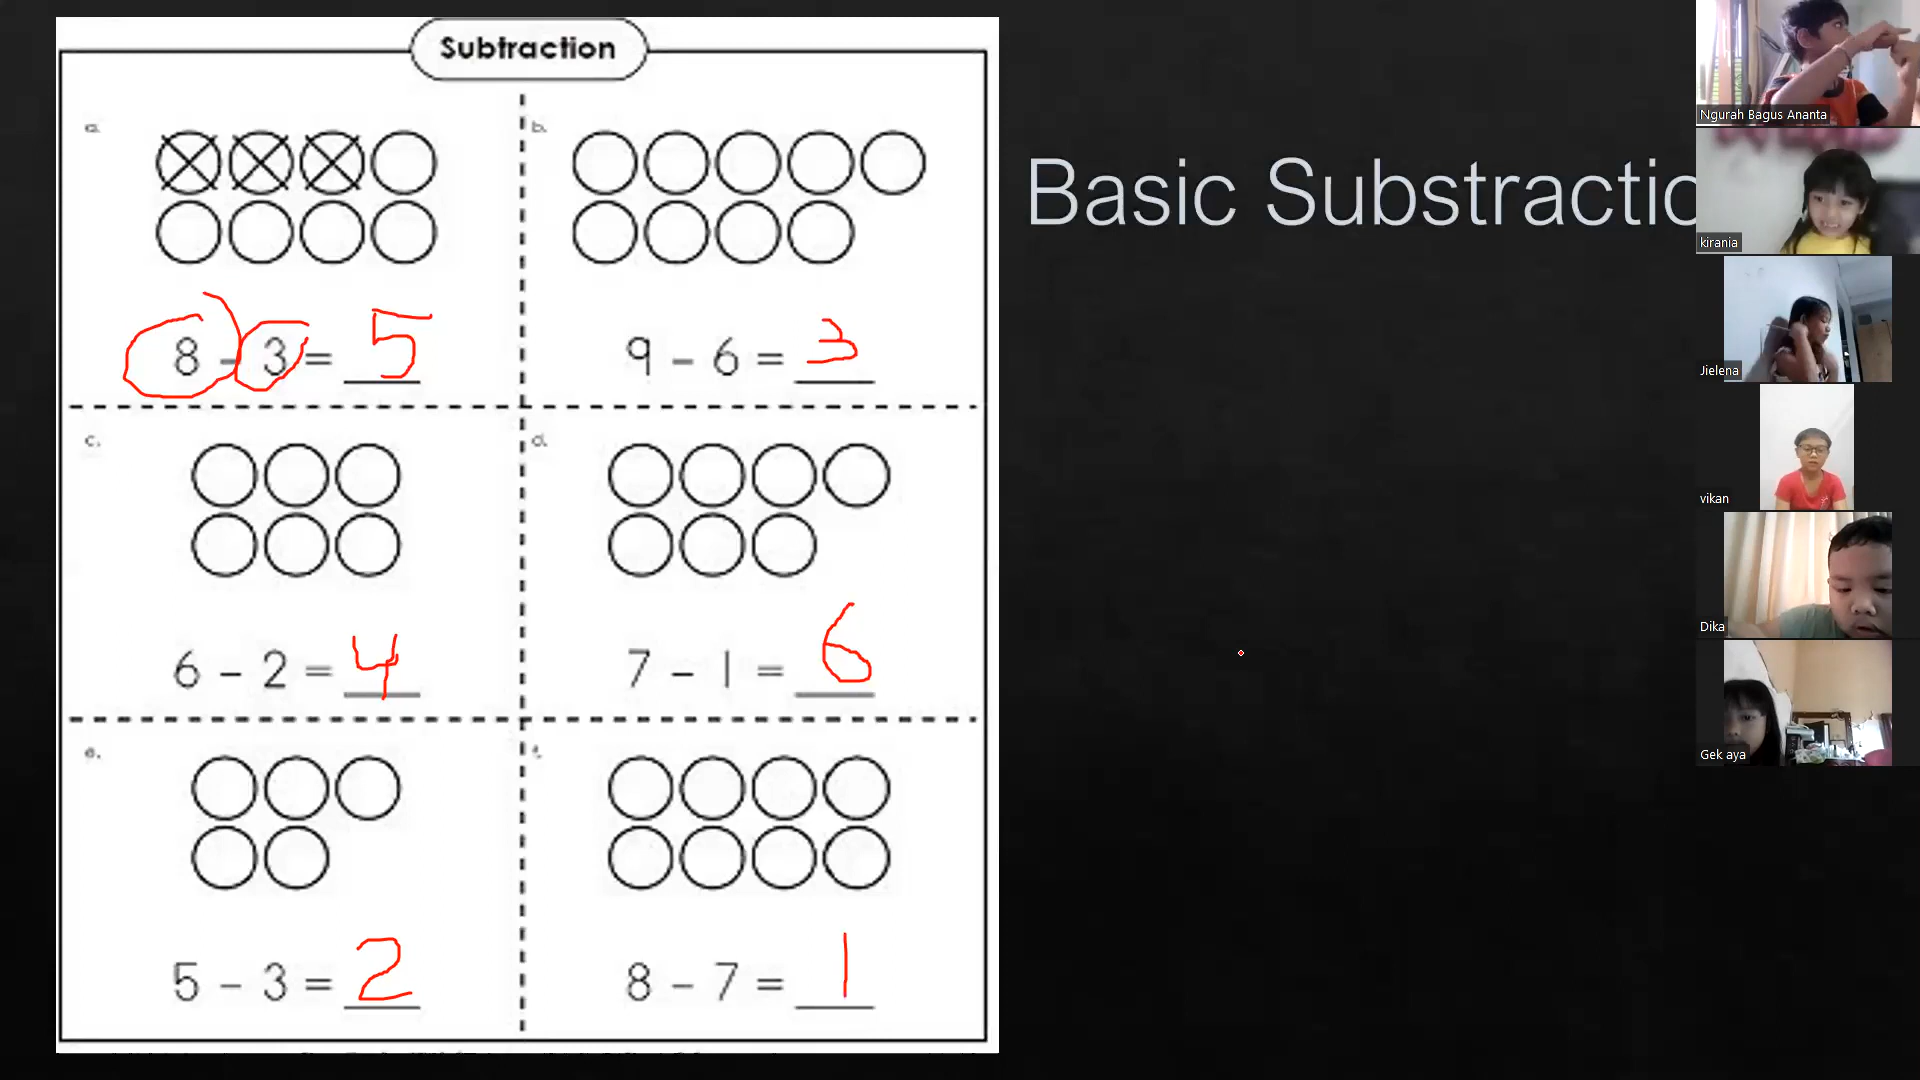 Subtraction
a.
8 - 3 = 5
b.
9 - 6 = 3
c.
6 - 2 = 4
d.
7 - 1 = 6
e.
5 - 3 = 2
f.
8 - 7 = 1
Basic Substractio
Ngurah Bagus Ananta
kirania
Jielena
vikan
Dika
Gek aya